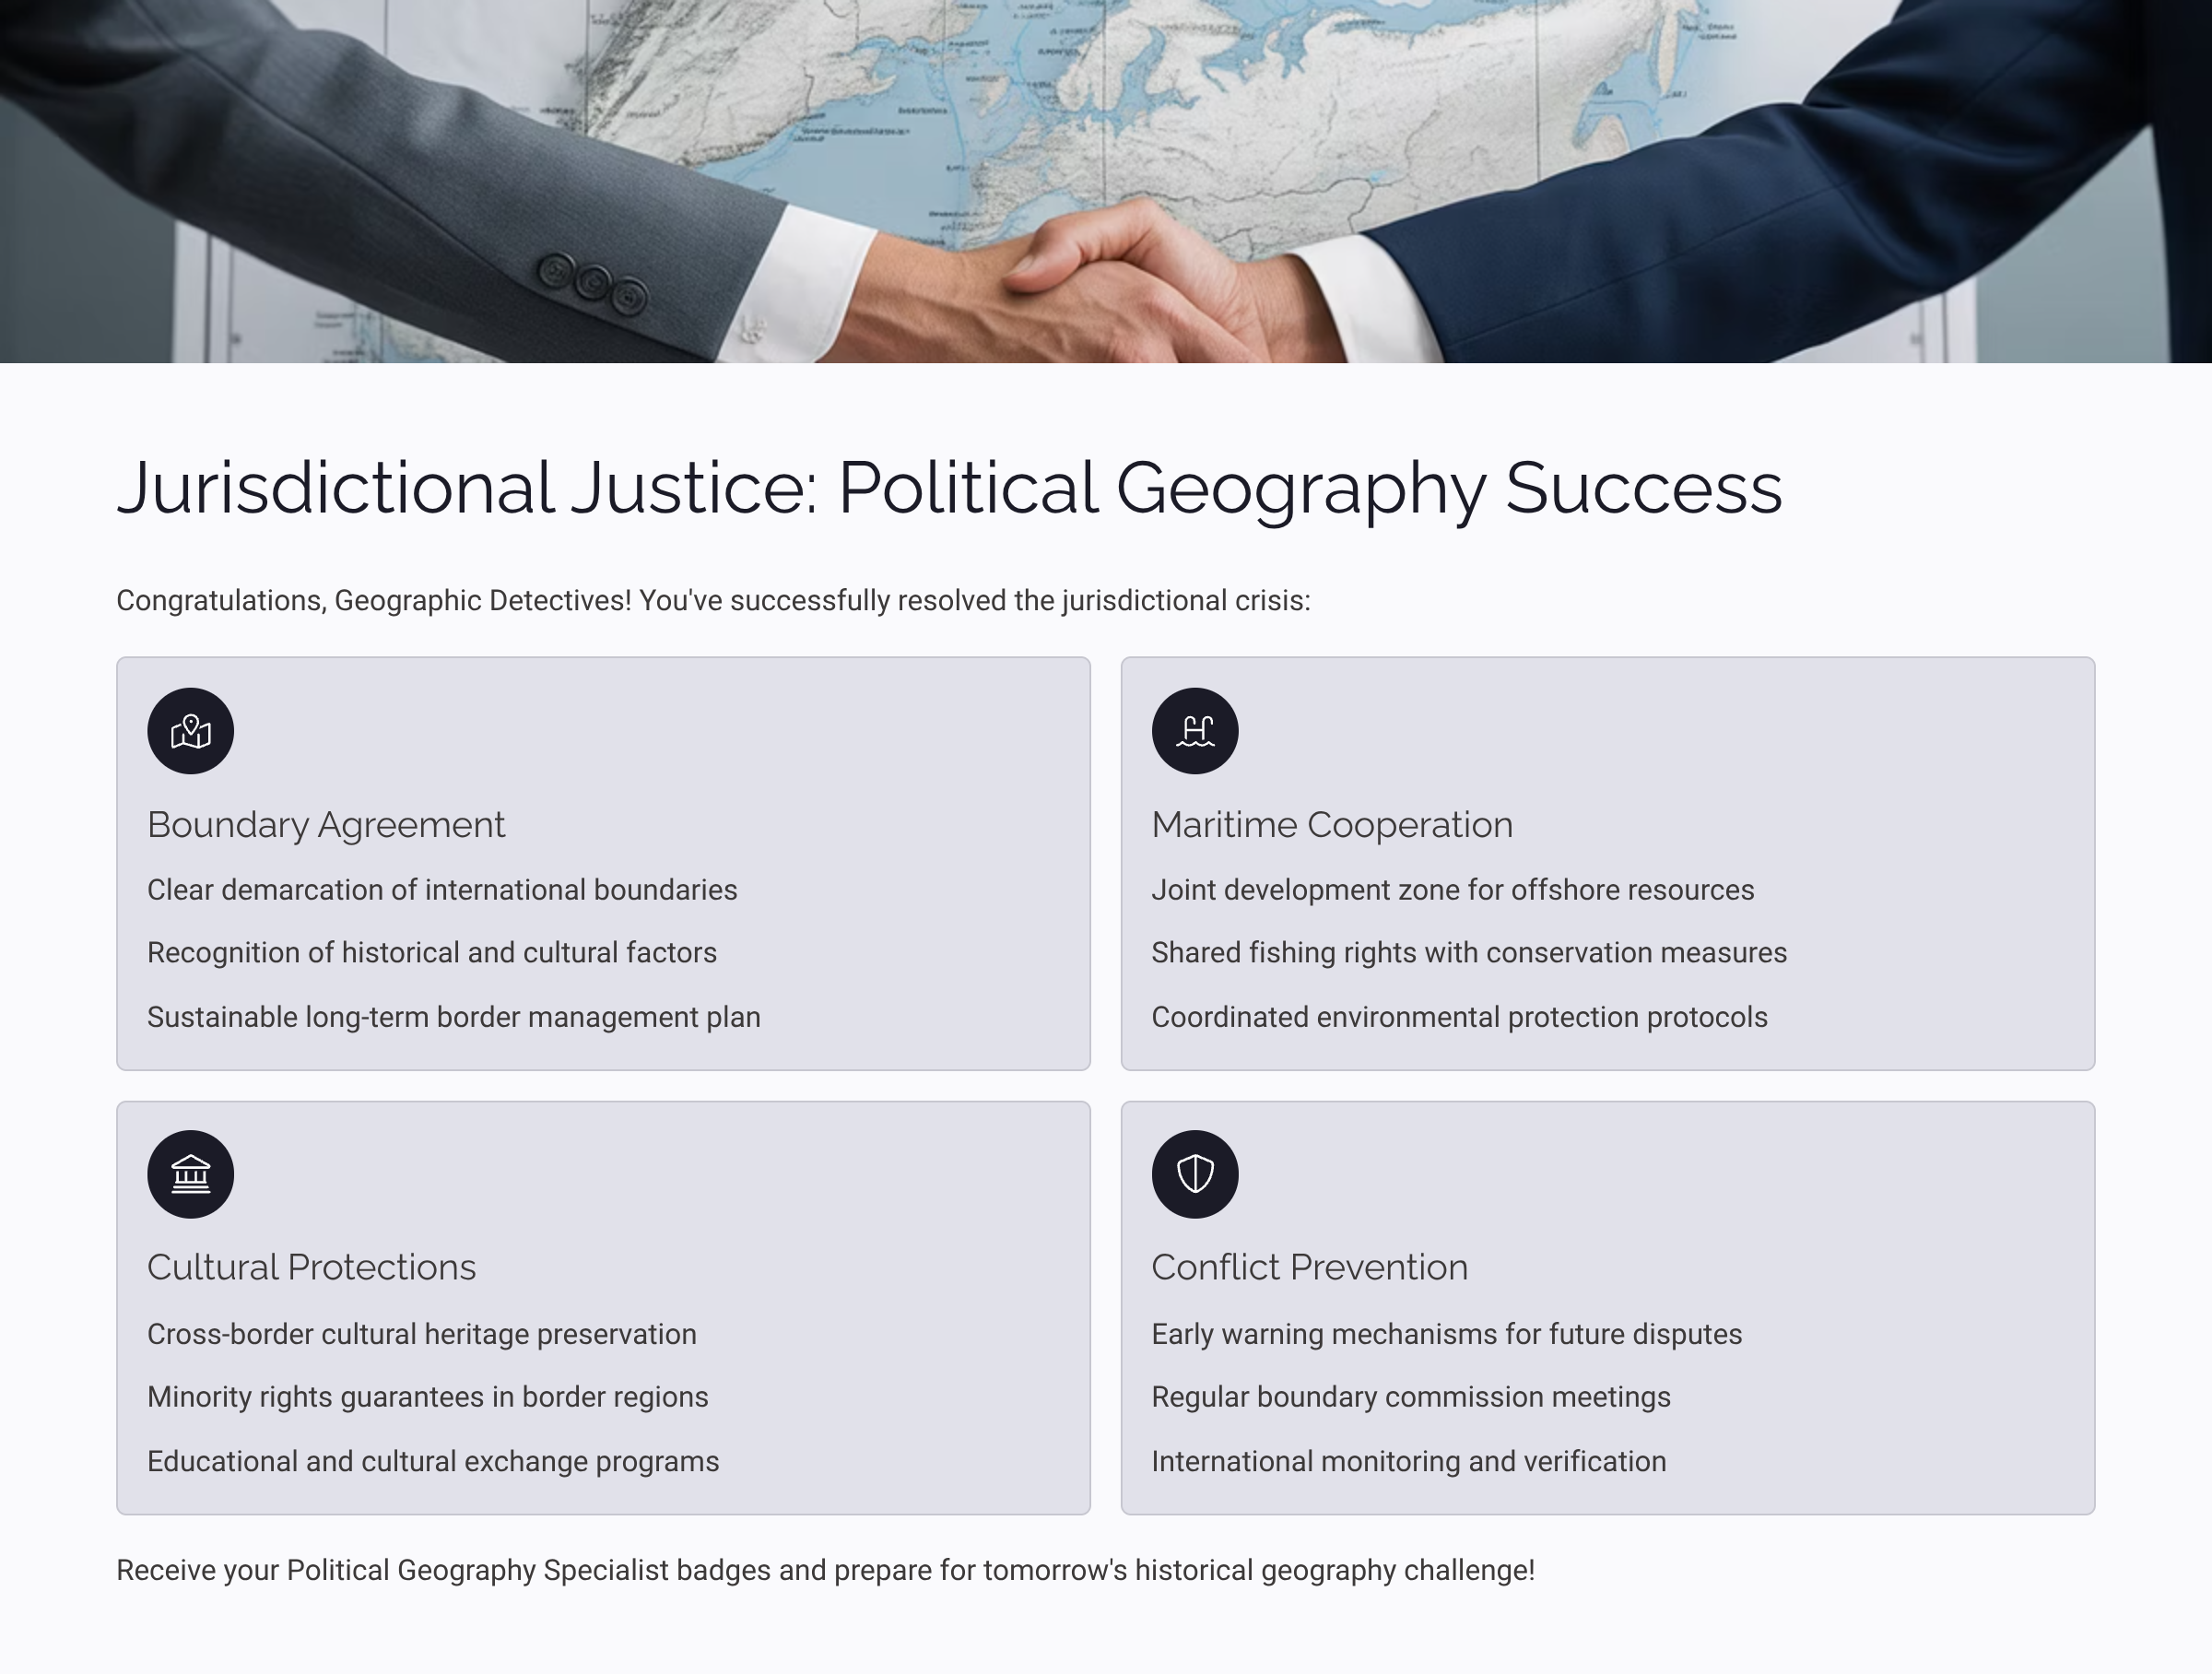 Jurisdictional Justice: Political Geography Success
Congratulations, Geographic Detectives! You've successfully resolved the jurisdictional crisis:
Boundary Agreement
Clear demarcation of international boundaries
Recognition of historical and cultural factors
Sustainable long-term border management plan
Maritime Cooperation
Joint development zone for offshore resources
Shared fishing rights with conservation measures
Coordinated environmental protection protocols
Cultural Protections
Cross-border cultural heritage preservation
Minority rights guarantees in border regions
Educational and cultural exchange programs
Conflict Prevention
Early warning mechanisms for future disputes
Regular boundary commission meetings
International monitoring and verification
Receive your Political Geography Specialist badges and prepare for tomorrow's historical geography challenge!